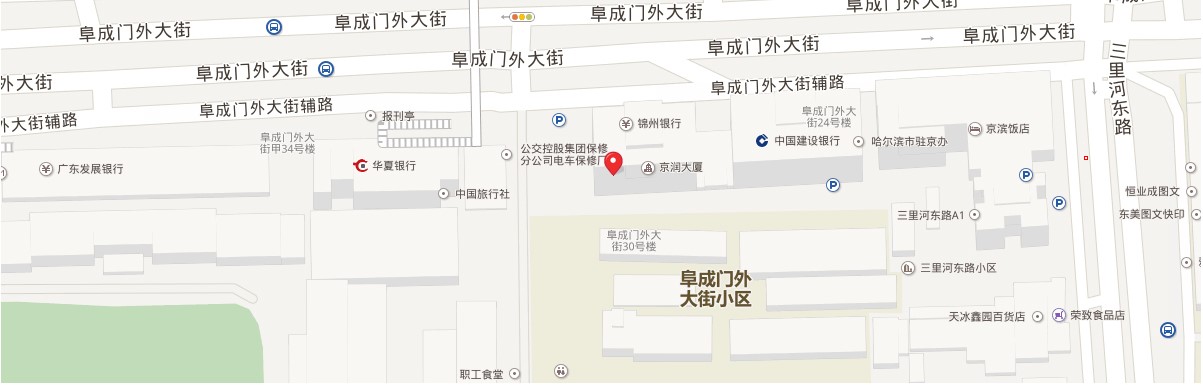 阜成门外大街
阜成门外大街
阜成门外大街
阜成门外大街
阜成门外大街
阜成门外大街
阜成门外大街
外大街
外大街辅路
阜成门外大街辅路
阜成门外大街辅路
三里河东路
报刊亭
阜成门外大
街甲34号楼
广东发展银行
华夏银行
中国旅行社
公交控股集团保修
分公司电车保修厂
锦州银行
京润大厦
阜成门外大
街24号楼
中国建设银行
哈尔滨市驻京办
京滨饭店
恒业成图文
东美图文快印
三里河东路A1
三里河东路小区
阜成门外大
街30号楼
阜成门外
大街小区
天冰鑫园百货店
荣致食品店
职工食堂
P
P
P
P